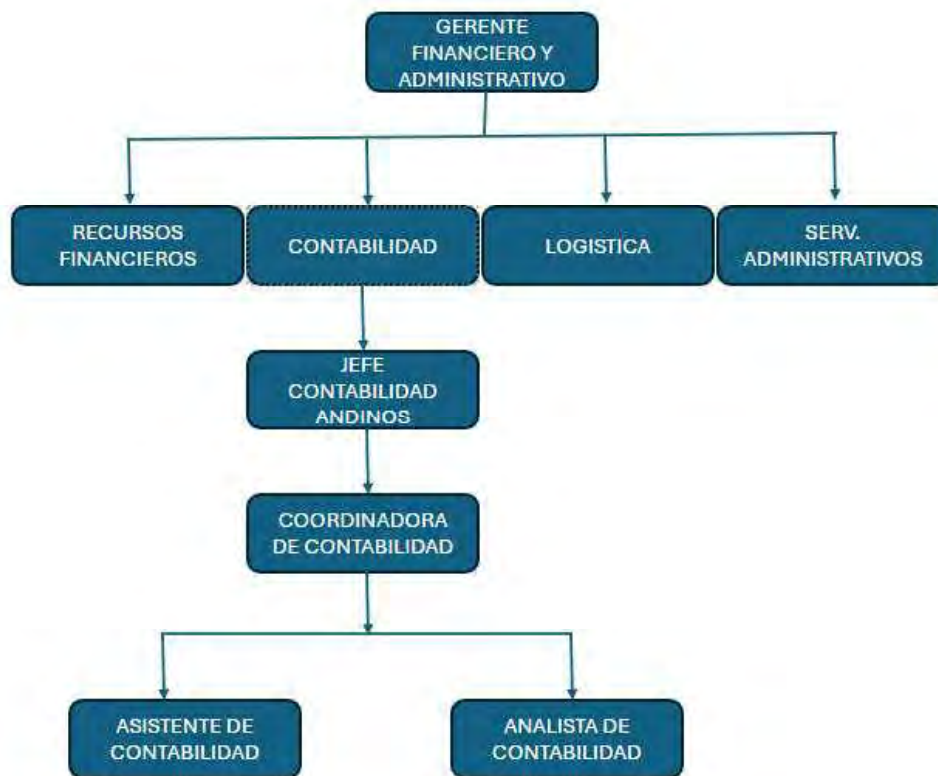 GERENTE
FINANCIERO Y
ADMINISTRATIVO
RECURSOS
FINANCIEROS
CONTABILIDAD
LOGISTICA
SERV.
ADMINISTRATIVOS
JEFE
CONTABILIDAD
ANDINOS
COORDINADORA
DE CONTABILIDAD
ASISTENTE DE
CONTABILIDAD
ANALISTA DE
CONTABILIDAD